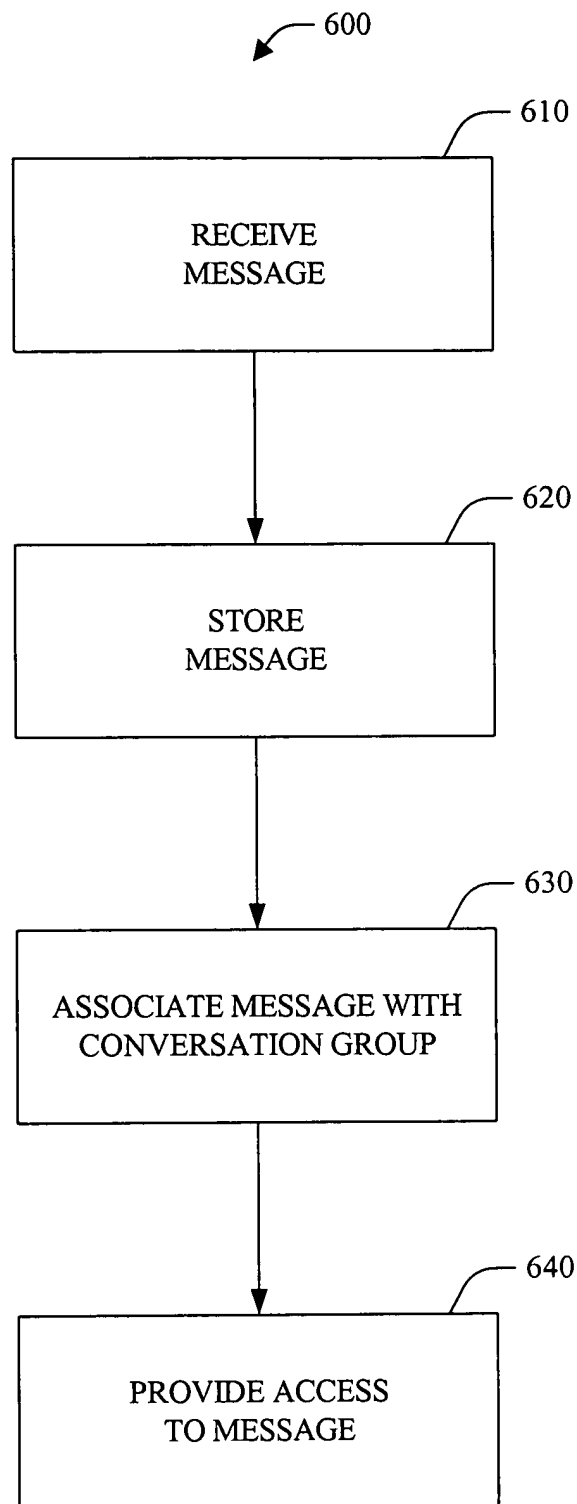 600
610
RECEIVE
MESSAGE
620
STORE
MESSAGE
630
ASSOCIATE MESSAGE WITH
CONVERSATION GROUP
640
PROVIDE ACCESS
TO MESSAGE